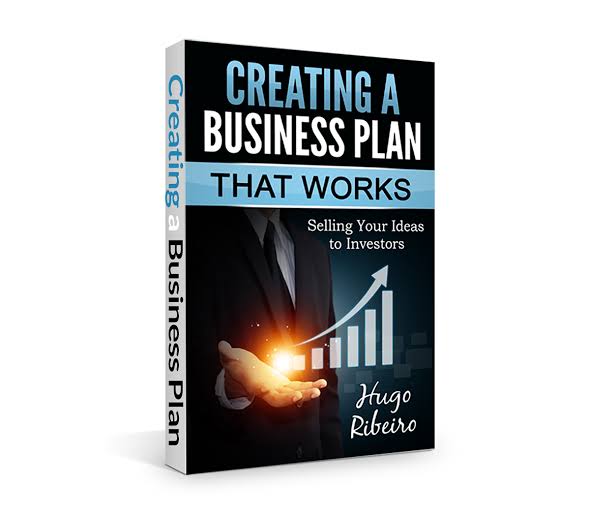 Creating a Business Plan
CREATING A
BUSINESS PLAN
THAT WORKS
Selling Your Ideas
to Investors
Hugo
Ribeiro